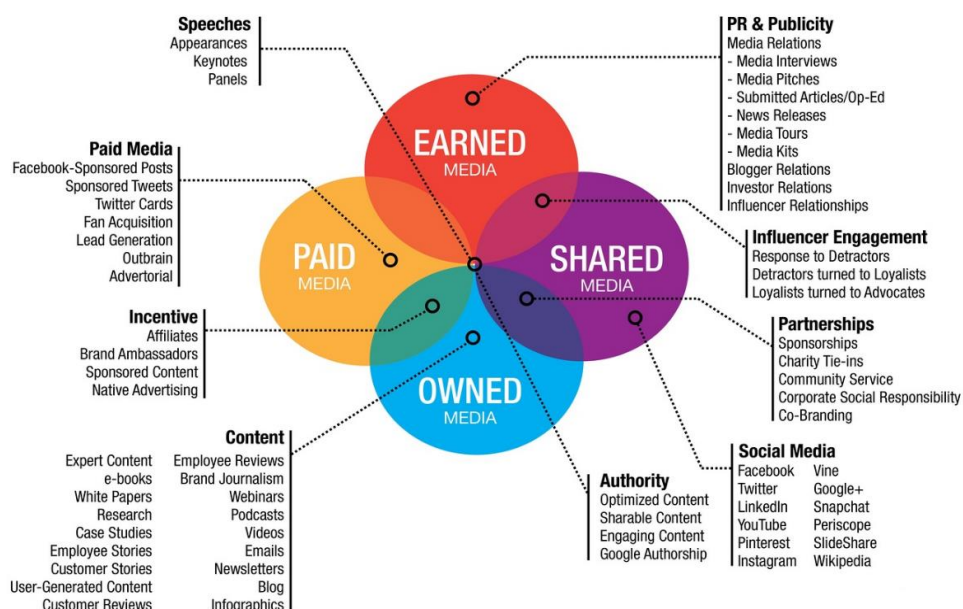 Speeches
Appearances
Keynotes
Panels
PR & Publicity
Media Relations
- Media Interviews
- Media Pitches
- Submitted Articles/Op-Ed
- News Releases
- Media Tours
- Media Kits
Blogger Relations
Investor Relations
Influencer Relationships
EARNED
MEDIA
Paid Media
Facebook-Sponsored Posts
Sponsored Tweets
Twitter Cards
Fan Acquisition
Lead Generation
Outbrain
Advertorial
PAID
MEDIA
SHARED
MEDIA
Influencer Engagement
Response to Detractors
Detractors turned to Loyalists
Loyalists turned to Advocates
Incentive
Affiliates
Brand Ambassadors
Sponsored Content
Native Advertising
Partnerships
Sponsorships
Charity Tie-ins
Community Service
Corporate Social Responsibility
Co-Branding
OWNED
MEDIA
Content
Expert Content Employee Reviews
e-books Brand Journalism
White Papers Webinars
Research Podcasts
Case Studies Videos
Employee Stories Emails
Customer Stories Newsletters
User-Generated Content Blog
Customer Reviews Infographics
Authority
Optimized Content
Sharable Content
Engaging Content
Google Authorship
Social Media
Facebook Vine
Twitter Google+
LinkedIn Snapchat
YouTube Periscope
Pinterest SlideShare
Instagram Wikipedia